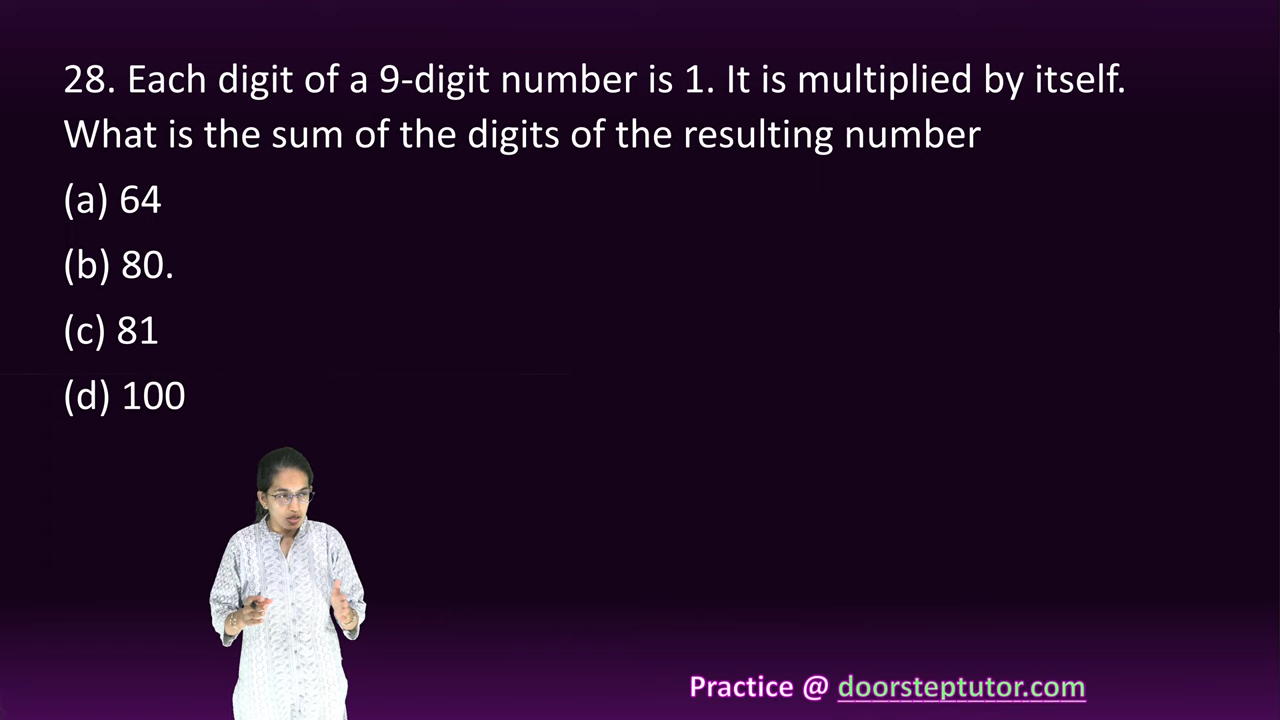 28. Each digit of a 9-digit number is 1. It is multiplied by itself.
What is the sum of the digits of the resulting number
(a) 64
(b) 80.
(c) 81
(d) 100
Practice @ doorsteptutor.com